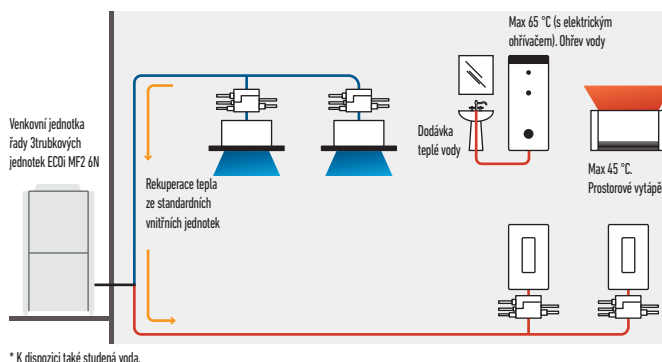 Max 65 °C (s elektrickým
ohřívačem). Ohřev vody
Venkovní jednotka
řady 3trubkových
jednotek ECOi MF2 6N
Dodávka
teplé vody
Max 45 °C.
Prostorové vytápě
Rekuperace tepla
ze standardních
vnitřních jednotek
* K dispozici také studená voda.